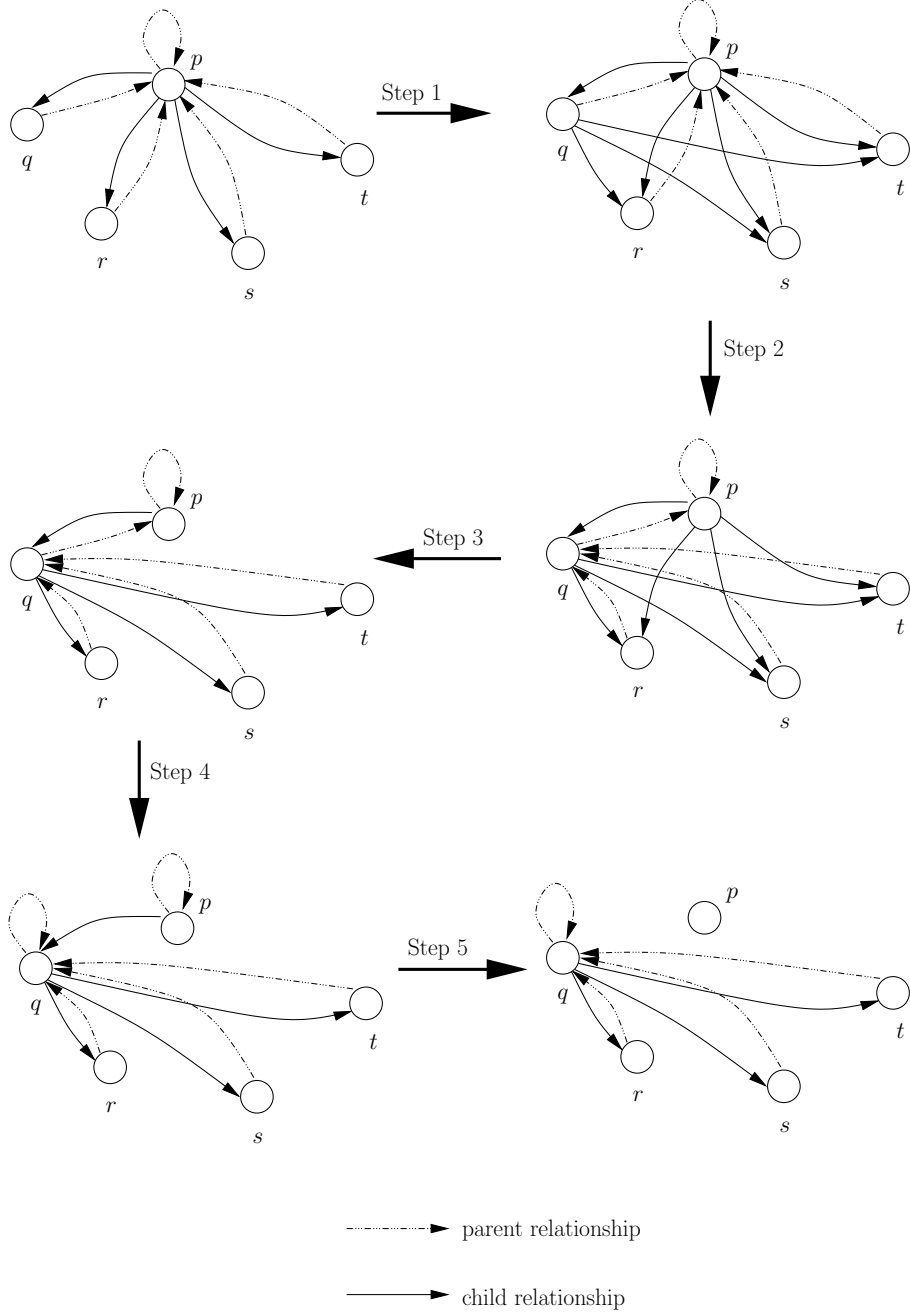 p
q
r
s
t
Step 1
p
q
r
s
t
Step 2
p
q
r
s
t
Step 3
p
q
r
s
t
Step 4
p
q
r
s
t
Step 5
p
q
r
s
t
parent relationship
child relationship